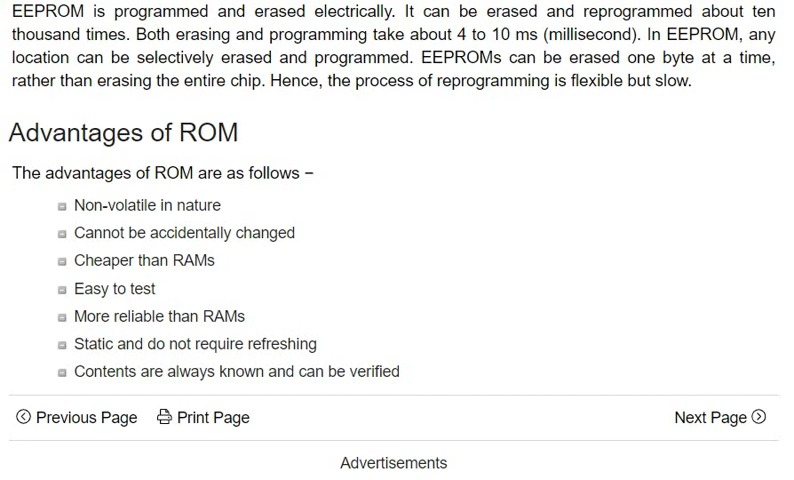 EEPROM is programmed and erased electrically. It can be erased and reprogrammed about ten
thousand times. Both erasing and programming take about 4 to 10 ms (millisecond). In EEPROM, any
location can be selectively erased and programmed. EEPROMs can be erased one byte at a time,
rather than erasing the entire chip. Hence, the process of reprogramming is flexible but slow.
Advantages of ROM
The advantages of ROM are as follows −
Non-volatile in nature
Cannot be accidentally changed
Cheaper than RAMs
Easy to test
More reliable than RAMs
Static and do not require refreshing
Contents are always known and can be verified
Previous Page Print Page Next Page
Advertisements